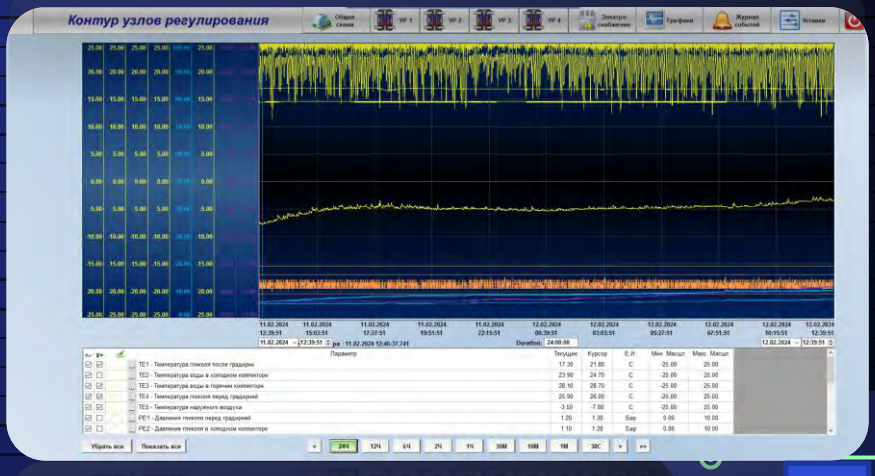 Контур узлов регулирования
Общая схема
УР 1
УР 2
УР 3
УР 4
Электро снабжение
Графики
Журнал событий
Уставки
25.00 25.00 25.00 25.00 25.00
20.00 20.00 20.00 20.00 20.00
15.00 15.00 15.00 15.00 15.00
10.00 10.00 10.00 10.00 10.00
5.00 5.00 5.00 5.00 5.00
0.00 0.00 0.00 0.00 0.00
-5.00 -5.00 -5.00 -5.00 -5.00
-10.00 -10.00 -10.00 -10.00 -10.00
-15.00 -15.00 -15.00 -15.00 -15.00
-20.00 -20.00 -20.00 -20.00 -20.00
-25.00 -25.00 -25.00 -25.00 -25.00
11.02.2024 11.02.2024 11.02.2024 11.02.2024 11.02.2024 11.02.2024 12.02.2024 12.02.2024 12.02.2024 12.02.2024 12.02.2024
12:39:51 15:03:51 17:27:51 19:51:51 22:15:51 00:39:51 03:03:51 05:27:51 07:51:51 10:15:51 12:39:51
11.02.2024 12:39:51 ра : 11.02.2024 12:46:37.741 Duration: 24:00:00 12.02.2024 12:39:51
Параметр Текущее Курсор Е.И. Мин. Масшт. Макс. Масшт.
... TE1 - Температура гликоля после градирни 17.30 21.80 C -25.00 25.00
... TE2 - Температура воды в холодном коллекторе 23.90 24.70 C -25.00 25.00
... TE3 - Температура воды в горячем коллекторе 28.10 28.70 C -25.00 25.00
... TE4 - Температура гликоля перед градирней 25.90 26.00 C -25.00 25.00
... TE5 - Температура наружного воздуха -3.50 -7.80 C -25.00 25.00
... PE1 - Давление гликоля перед градирней 1.20 1.30 Бар 0.00 10.00
... PE2 - Давление гликоля в холодном коллекторе 1.10 1.20 Бар 0.00 10.00
Убрать все Показать все < 24Ч 12Ч 6Ч 2Ч 1Ч 30М 10М 1М 30С > >>